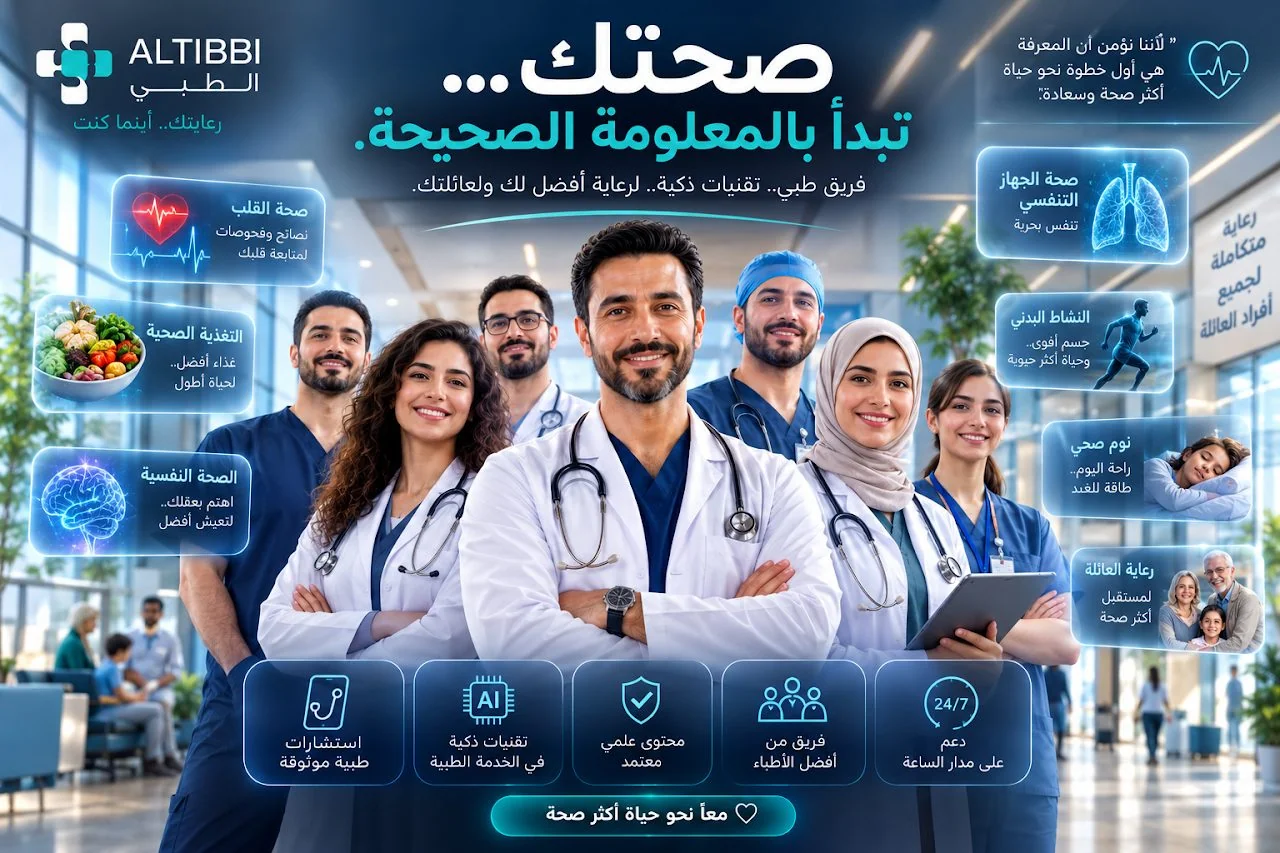 ALTIBBI
الطبي
رعايتك.. أينما كنت
صحتك...
تبدأ بالمعلومة الصحيحة.
فريق طبي.. تقنيات ذكية.. لرعاية أفضل لك ولعائلتك.
" لأننا نؤمن أن المعرفة
هي أول خطوة نحو حياة
أكثر صحة وسعادة."
صحة الجهاز
التنفسي
تنفس بحرية
رعاية
متكاملة
لجميع
أفراد العائلة
النشاط البدني
جسم أقوى..
وحياة أكثر حيوية
نوم صحي
راحة اليوم..
طاقة للغد
رعاية العائلة
لمستقبل
أكثر صحة
صحة القلب
نصائح وفحوصات
لمتابعة قلبك
التغذية الصحية
غذاء أفضل..
لحياة أطول
الصحة النفسية
اهتم بعقلك..
لتعيش أفضل
24/7
دعم
على مدار الساعة
فريق من
أفضل الأطباء
محتوى علمي
معتمد
AI
تقنيات ذكية
في الخدمة الطبية
استشارات
طبية موثوقة
معاً نحو حياة أكثر صحة